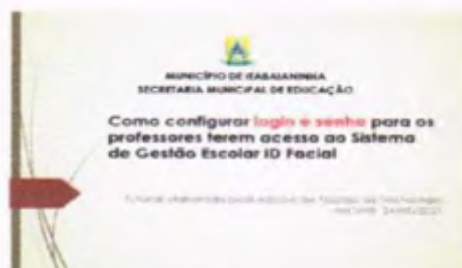 MUNICÍPIO DE ITABAIANINHA
SECRETARIA MUNICIPAL DE EDUCAÇÃO
Como configurar login e senha para os
professores terem acesso ao Sistema
de Gestão Escolar ID Facial